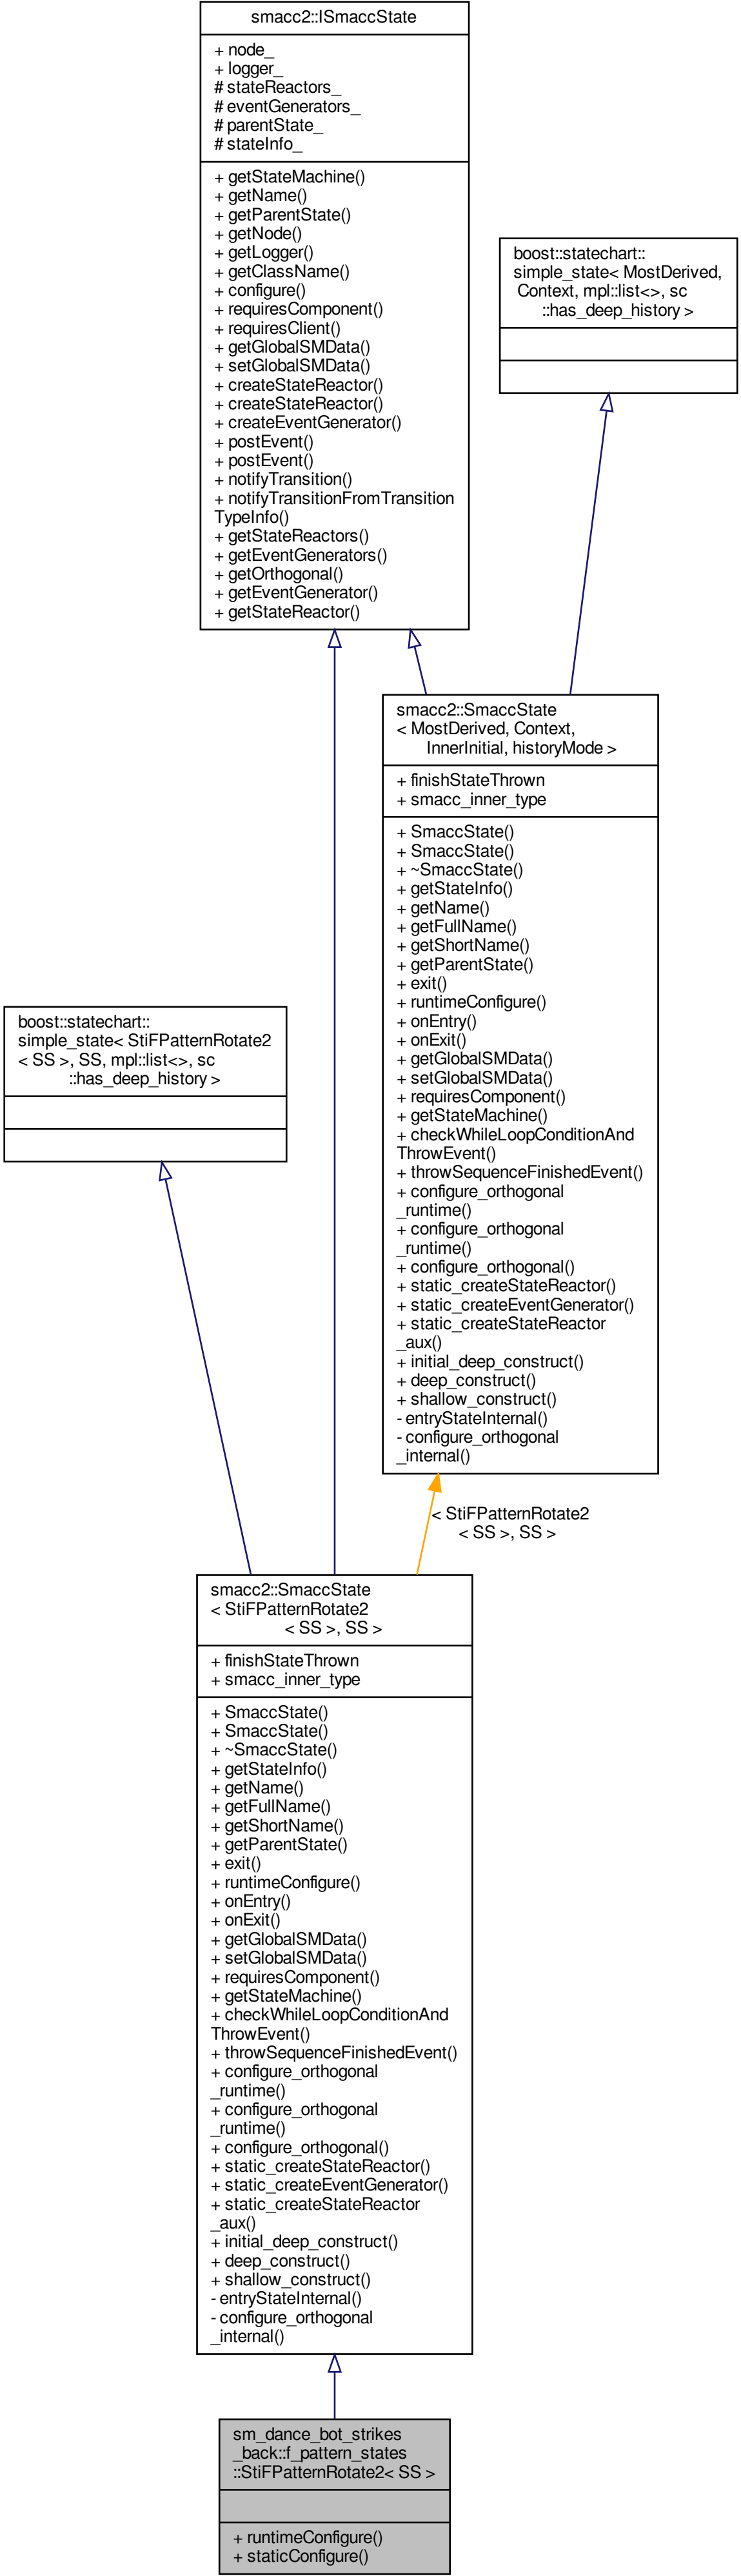 smacc2::ISmaccState
+ node_
+ logger_
# stateReactors_
# eventGenerators_
# parentState_
# stateInfo_
+ getStateMachine()
+ getName()
+ getParentState()
+ getNode()
+ getLogger()
+ getClassName()
+ configure()
+ requiresComponent()
+ requiresClient()
+ getGlobalSMData()
+ setGlobalSMData()
+ createStateReactor()
+ createStateReactor()
+ createEventGenerator()
+ postEvent()
+ postEvent()
+ notifyTransition()
+ notifyTransitionFromTransition
TypeInfo()
+ getStateReactors()
+ getEventGenerators()
+ getOrthogonal()
+ getEventGenerator()
+ getStateReactor()
boost::statechart::
simple_state< MostDerived,
Context, mpl::list<>, sc
::has_deep_history >
smacc2::SmaccState
< MostDerived, Context,
InnerInitial, historyMode >
+ finishStateThrown
+ smacc_inner_type
+ SmaccState()
+ SmaccState()
+ ~SmaccState()
+ getStateInfo()
+ getName()
+ getFullName()
+ getShortName()
+ getParentState()
+ exit()
+ runtimeConfigure()
+ onEntry()
+ onExit()
+ getGlobalSMData()
+ setGlobalSMData()
+ requiresComponent()
+ getStateMachine()
+ checkWhileLoopConditionAnd
ThrowEvent()
+ throwSequenceFinishedEvent()
+ configure_orthogonal
_runtime()
+ configure_orthogonal
_runtime()
+ configure_orthogonal()
+ static_createStateReactor()
+ static_createEventGenerator()
+ static_createStateReactor
_aux()
+ initial_deep_construct()
+ deep_construct()
+ shallow_construct()
- entryStateInternal()
- configure_orthogonal
_internal()
boost::statechart::
simple_state< StiFPatternRotate2
< SS >, SS, mpl::list<>, sc
::has_deep_history >
< StiFPatternRotate2
< SS >, SS >
smacc2::SmaccState
< StiFPatternRotate2
< SS >, SS >
+ finishStateThrown
+ smacc_inner_type
+ SmaccState()
+ SmaccState()
+ ~SmaccState()
+ getStateInfo()
+ getName()
+ getFullName()
+ getShortName()
+ getParentState()
+ exit()
+ runtimeConfigure()
+ onEntry()
+ onExit()
+ getGlobalSMData()
+ setGlobalSMData()
+ requiresComponent()
+ getStateMachine()
+ checkWhileLoopConditionAnd
ThrowEvent()
+ throwSequenceFinishedEvent()
+ configure_orthogonal
_runtime()
+ configure_orthogonal
_runtime()
+ configure_orthogonal()
+ static_createStateReactor()
+ static_createEventGenerator()
+ static_createStateReactor
_aux()
+ initial_deep_construct()
+ deep_construct()
+ shallow_construct()
- entryStateInternal()
- configure_orthogonal
_internal()
sm_dance_bot_strikes
_back::f_pattern_states
::StiFPatternRotate2< SS >
+ runtimeConfigure()
+ staticConfigure()